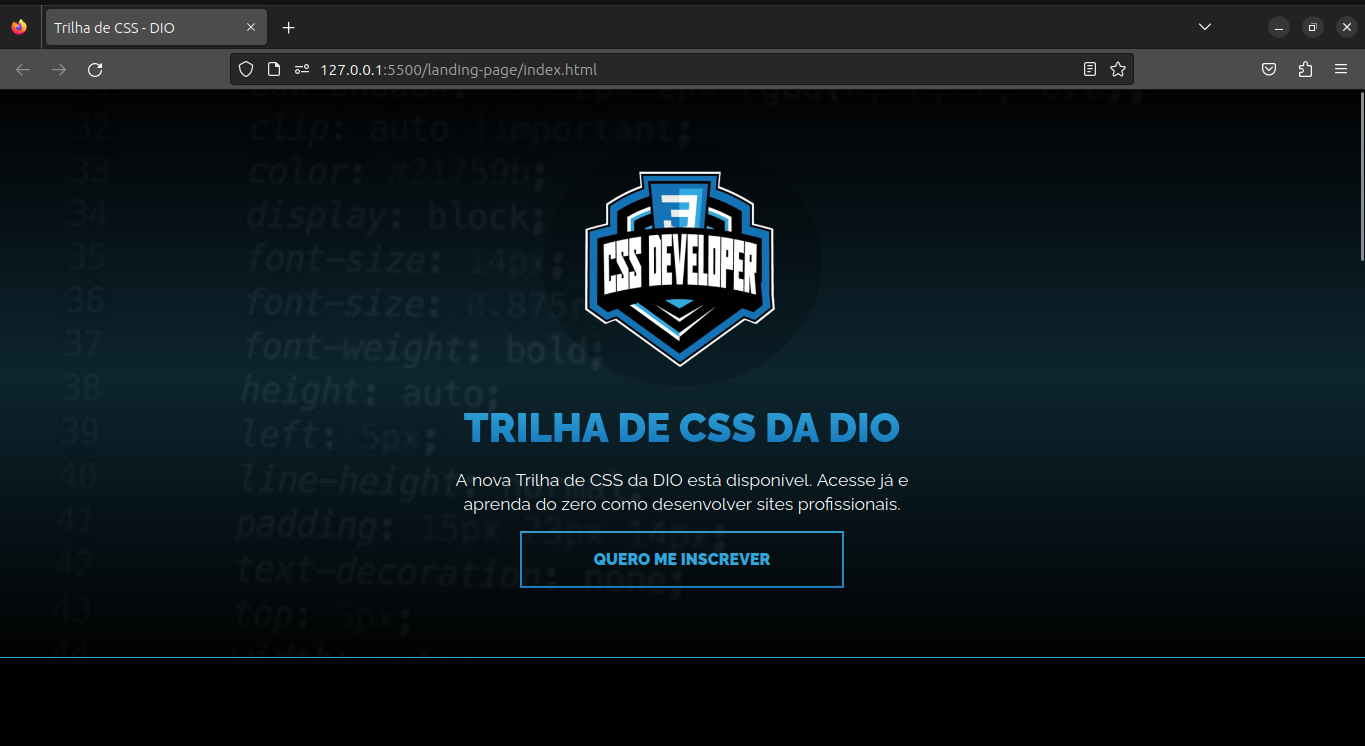 Trilha de CSS - DIO
127.0.0.1:5500/landing-page/index.html
32 clip: auto !important;
33 color: #21759b;
34 display: block;
35 font-size: 14px;
36 font-size: 0.875
37 font-weight: bold;
38 height: auto;
39 left: 5px;
40 line-height: normal;
41 padding: 15px 23px 14px;
42 text-decoration: none;
43 top: 5px;
44
3
CSS DEVELOPER
TRILHA DE CSS DA DIO
A nova Trilha de CSS da DIO está disponível. Acesse já e
aprenda do zero como desenvolver sites profissionais.
QUERO ME INSCREVER